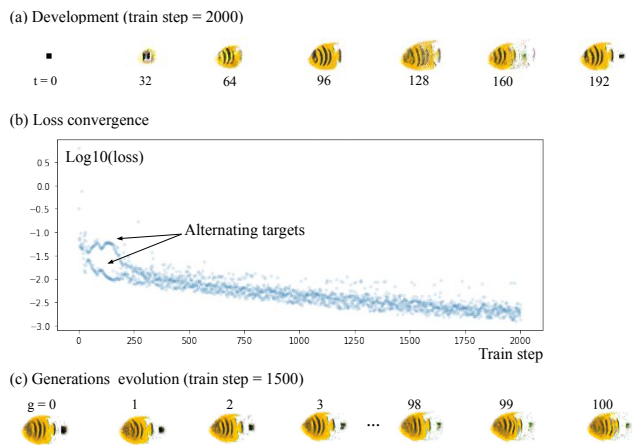 (a) Development (train step = 2000)
t = 0 32 64 96 128 160 192
(b) Loss convergence
Log10(loss)
0.5
0.0
−0.5
−1.0
Alternating targets
−1.5
−2.0
−2.5
−3.0
0 250 500 750 1000 1250 1500 1750 2000
Train step
(c) Generations evolution (train step = 1500)
g = 0 1 2 3 ... 98 99 100